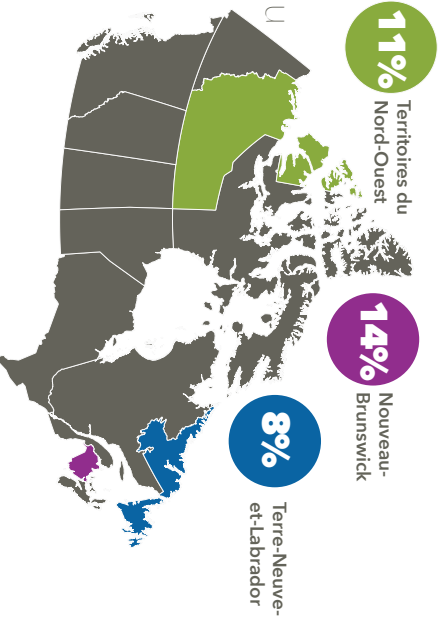 u
11%
Territoires du
Nord-Ouest
14%
Nouveau-
Brunswick
8%
Terre-Neuve-
et-Labrador